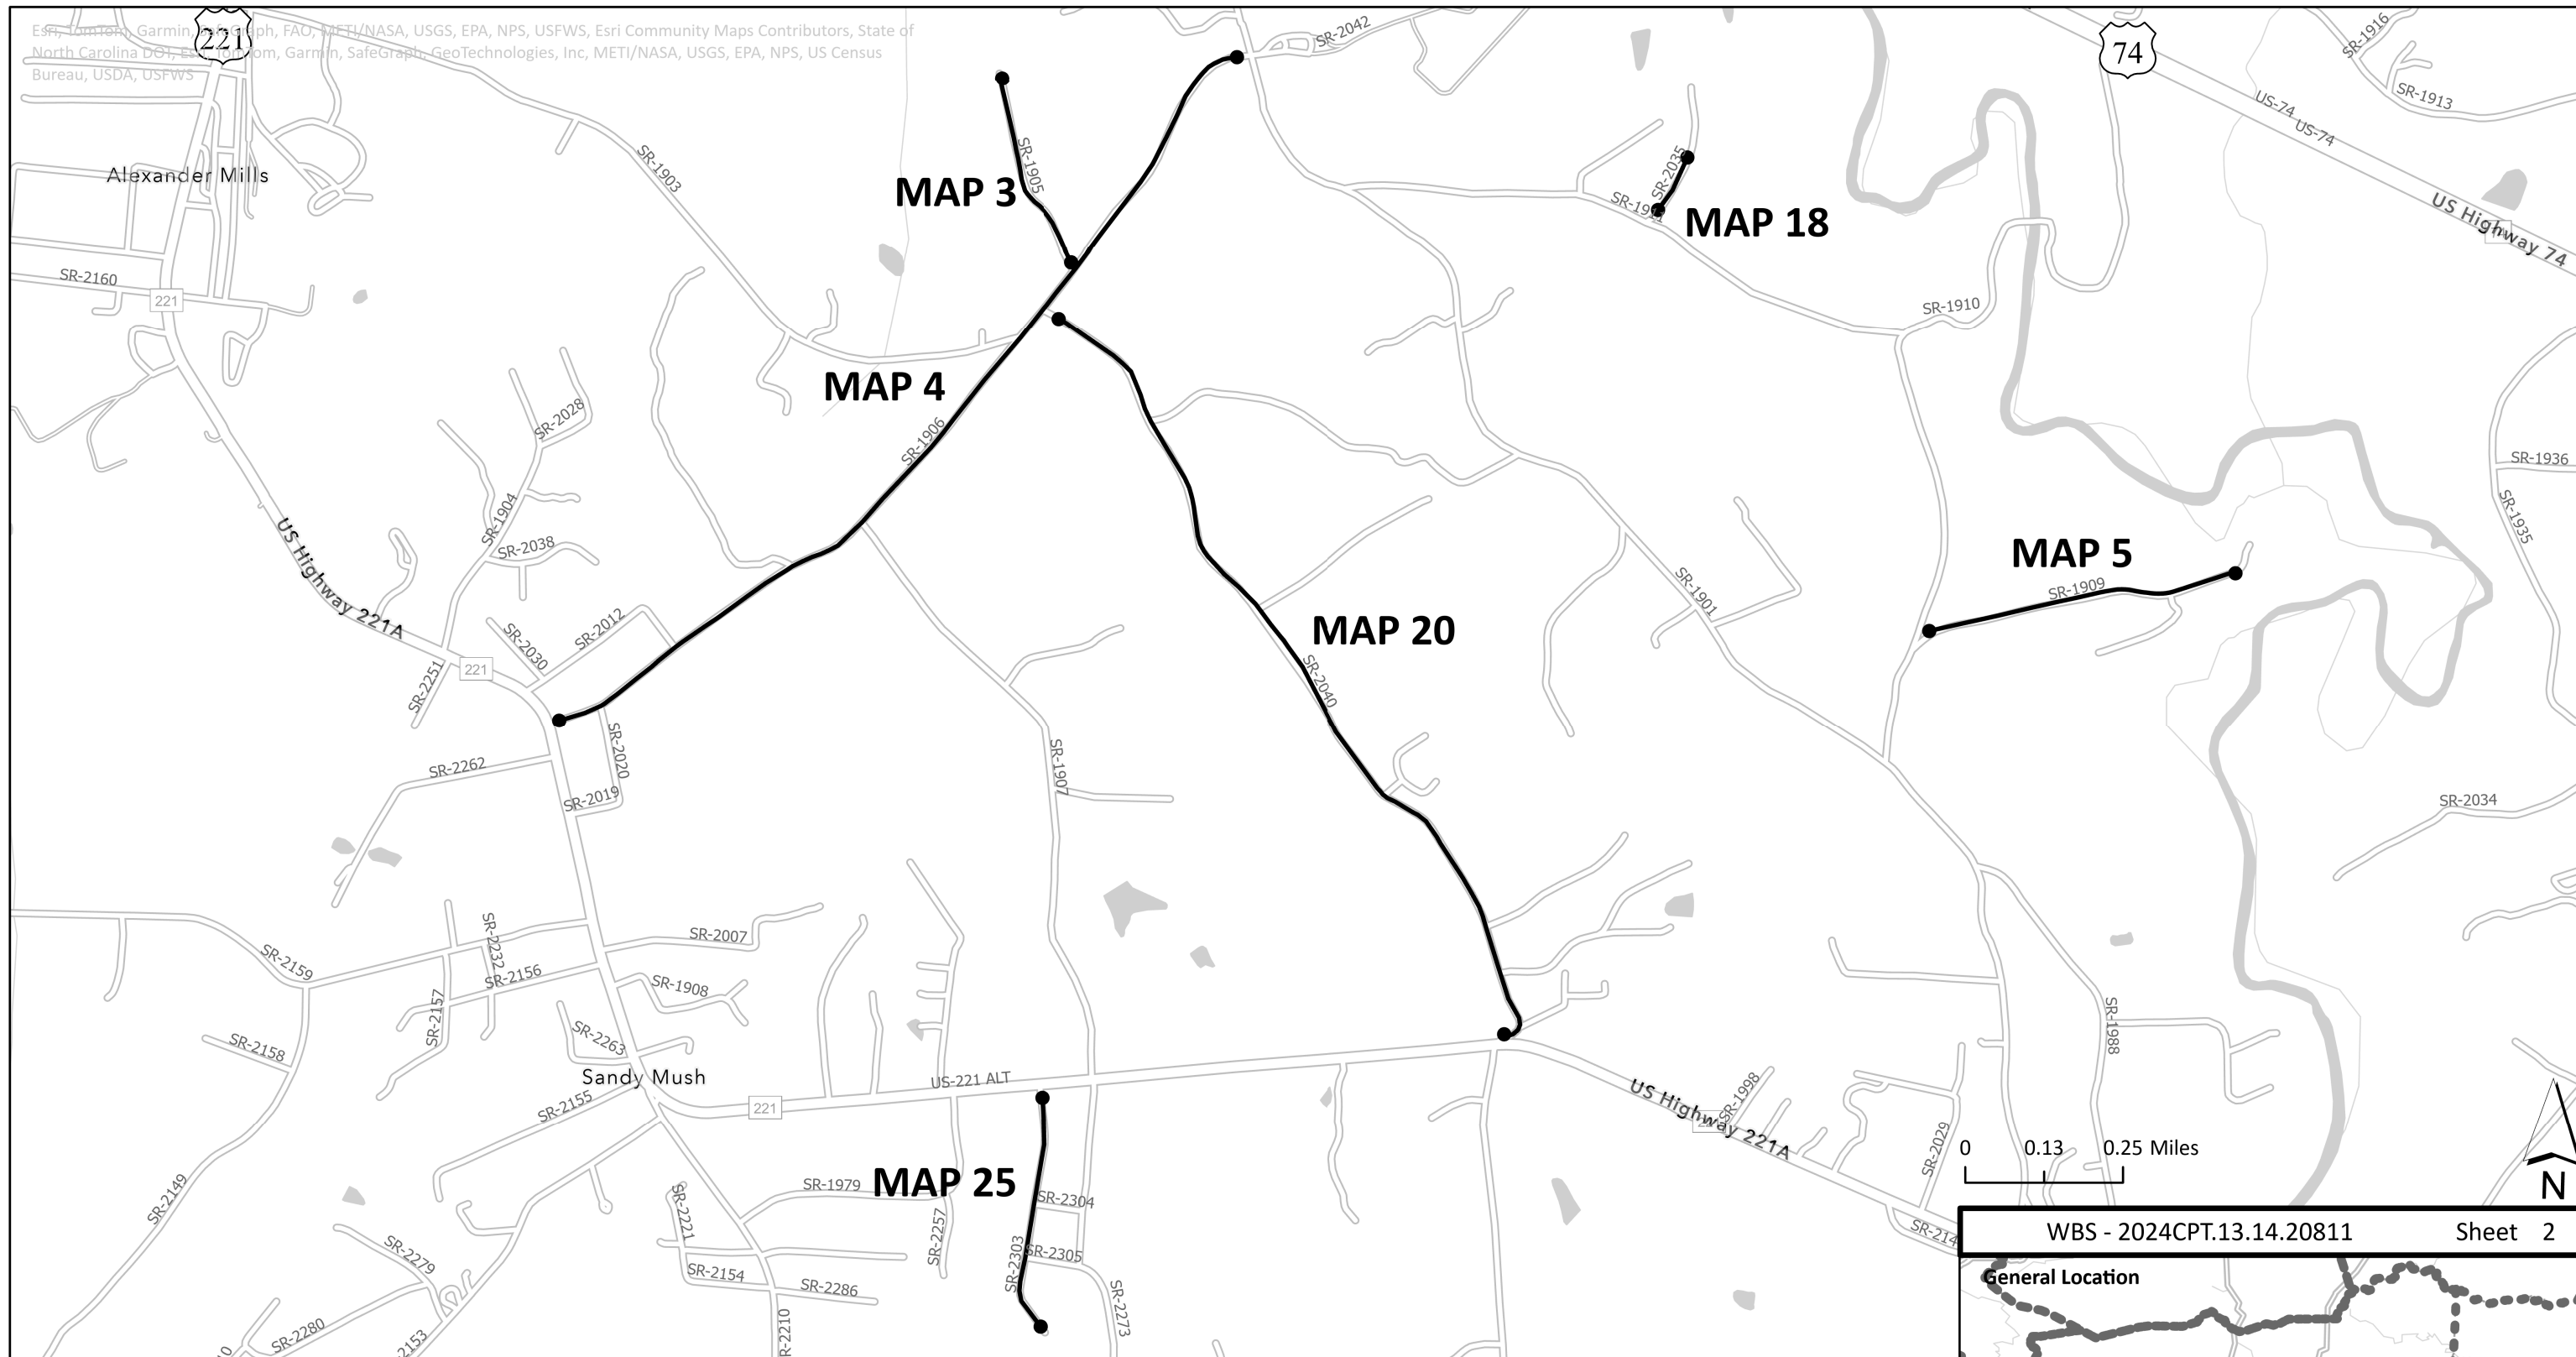 Esri, TomTom, Garmin, SafeGraph, FAO, METI/NASA, USGS, EPA, NPS, USFWS, Esri Community Maps Contributors, State of
North Carolina DOT, Esri, TomTom, Garmin, SafeGraph, GeoTechnologies, Inc, METI/NASA, USGS, EPA, NPS, US Census
Bureau, USDA, USFWS
221
74
SR-2042
SR-1916
SR-1913
US-74
US-74
US Highway 74
Alexander Mills
SR-1903
SR-1905
MAP 3
SR-2035
SR-1911
MAP 18
SR-2160
221
SR-1910
MAP 4
SR-1906
SR-2028
SR-1904
SR-2038
SR-1936
SR-1935
US Highway 221A
MAP 5
SR-1909
SR-1901
MAP 20
SR-2040
SR-2012
SR-2030
SR-2251
221
SR-2020
SR-2262
SR-2019
SR-1907
SR-2034
SR-2159
SR-2232
SR-2007
SR-2156
SR-2157
SR-1908
SR-2158
SR-2263
SR-1988
Sandy Mush
US-221 ALT
SR-2155
221
US Highway 221A
SR-1998
SR-2029
0 0.13 0.25 Miles
N
MAP 25
SR-1979
SR-2304
SR-2149
SR-2221
SR-2257
SR-2303
SR-2305
SR-2279
SR-2154
SR-2286
SR-2273
SR-2280
2153
R-2210
SR-214
WBS - 2024CPT.13.14.20811 Sheet 2
General Location